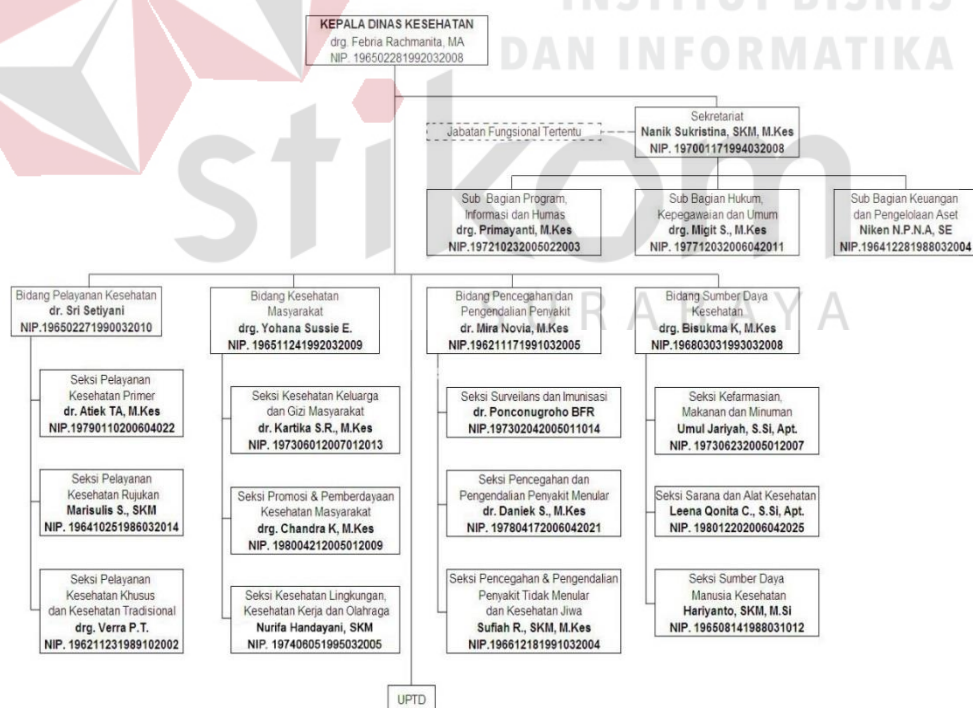 INSTITUT BISNIS
DAN INFORMATIKA
stikom
SURABAYA
KEPALA DINAS KESEHATAN
drg. Febria Rachmanita, MA
NIP. 196502281992032008
Jabatan Fungsional Tertentu
Sekretariat
Nanik Sukristina, SKM, M.Kes
NIP. 197001171994032008
Sub Bagian Program,
Informasi dan Humas
drg. Primayanti, M.Kes
NIP.197210232005022003
Sub Bagian Hukum,
Kepegawaian dan Umum
drg. Migit S., M.Kes
NIP. 197712032006042011
Sub Bagian Keuangan
dan Pengelolaan Aset
Niken N.P.N.A, SE
NIP.196412281988032004
Bidang Pelayanan Kesehatan
dr. Sri Setiyani
NIP.196502271990032010
Bidang Kesehatan
Masyarakat
drg. Yohana Sussie E.
NIP. 196511241992032009
Bidang Pencegahan dan
Pengendalian Penyakit
dr. Mira Novia, M.Kes
NIP.196211171991032005
Bidang Sumber Daya
Kesehatan
drg. Bisukma K, M.Kes
NIP. 196803031993032008
Seksi Pelayanan
Kesehatan Primer
dr. Atiek TA, M.Kes
NIP.19790110200604022
Seksi Pelayanan
Kesehatan Rujukan
Marisulis S., SKM
NIP. 196410251986032014
Seksi Pelayanan
Kesehatan Khusus
dan Kesehatan Tradisional
drg. Verra P.T.
NIP. 196211231989102002
Seksi Kesehatan Keluarga
dan Gizi Masyarakat
dr. Kartika S.R., M.Kes
NIP. 197306012007012013
Seksi Promosi & Pemberdayaan
Kesehatan Masyarakat
drg. Chandra K, M.Kes
NIP. 198004212005012009
Seksi Kesehatan Lingkungan,
Kesehatan Kerja dan Olahraga
Nurifa Handayani, SKM
NIP. 197406051995032005
Seksi Surveilans dan Imunisasi
dr. Ponconugroho BFR
NIP.197302042005011014
Seksi Pencegahan dan
Pengendalian Penyakit Menular
dr. Daniek S., M.Kes
NIP. 197804172006042021
Seksi Pencegahan & Pengendalian
Penyakit Tidak Menular
dan Kesehatan Jiwa
Sufiah R., SKM, M.Kes
NIP.196612181991032004
Seksi Kefarmasian,
Makanan dan Minuman
Umul Jariyah, S.Si, Apt.
NIP. 197306232005012007
Seksi Sarana dan Alat Kesehatan
Leena Qonita C., S.Si, Apt.
NIP. 198012202006042025
Seksi Sumber Daya
Manusia Kesehatan
Hariyanto, SKM, M.Si
NIP. 196508141988031012
UPTD